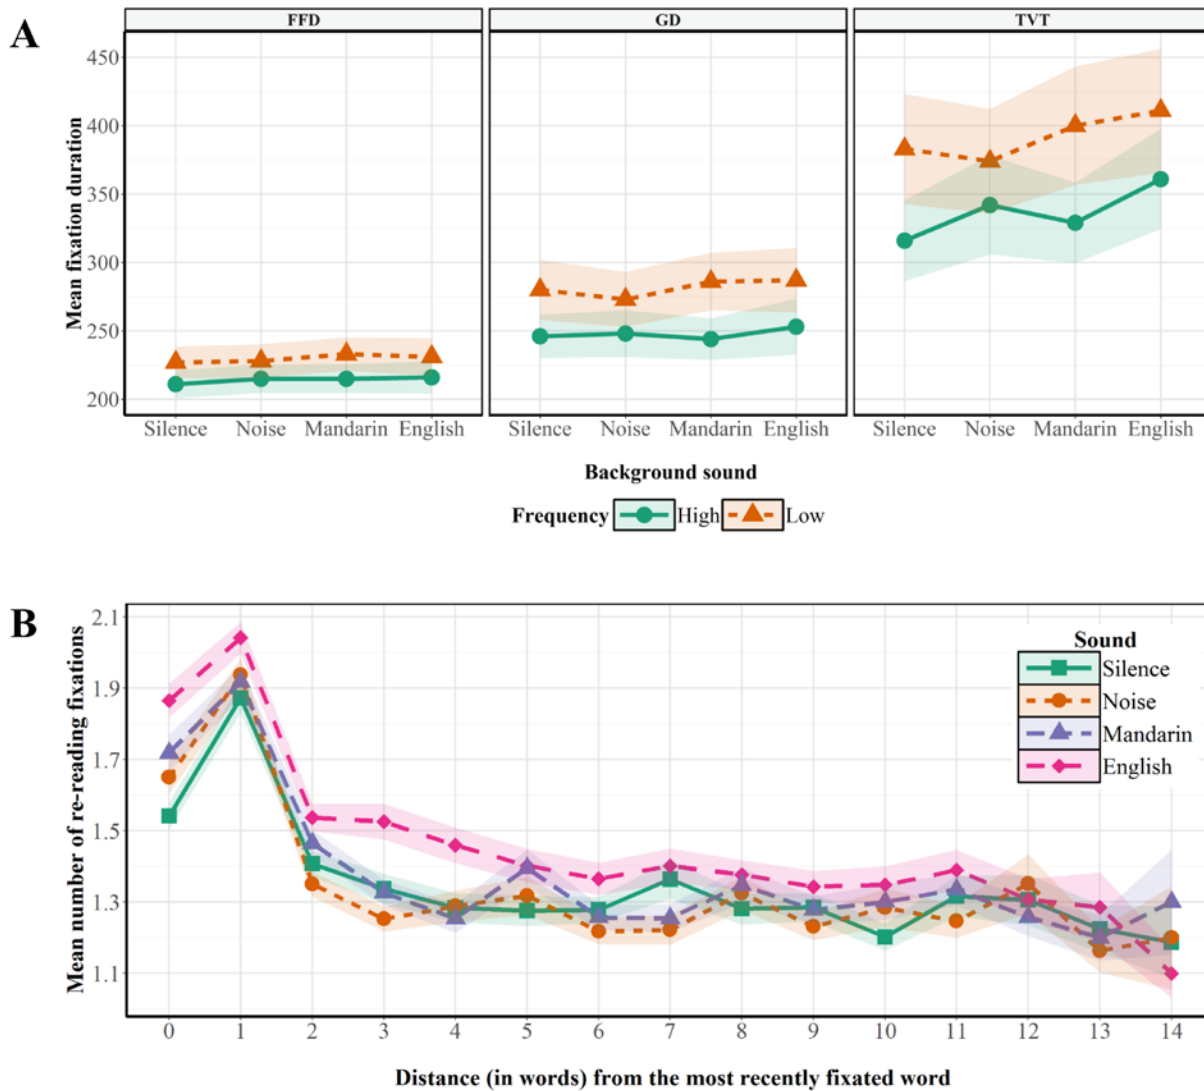 A
FFD GD TVT
Mean fixation duration
450
400
350
300
250
200
Silence Noise Mandarin English Silence Noise Mandarin English Silence Noise Mandarin English
Background sound
Frequency High Low
B
Mean number of re-reading fixations
2.1
1.9
1.7
1.5
1.3
1.1
Sound
Silence
Noise
Mandarin
English
0 1 2 3 4 5 6 7 8 9 10 11 12 13 14
Distance (in words) from the most recently fixated word